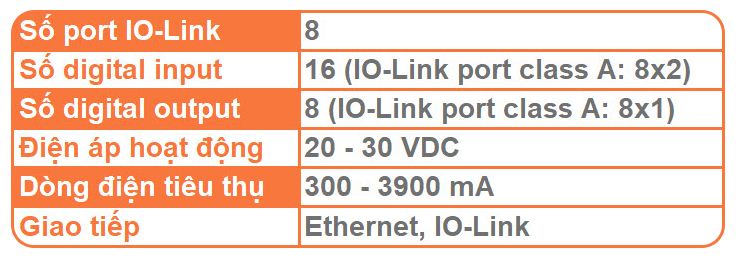 Số port IO-Link 8
Số digital input 16 (IO-Link port class A: 8x2)
Số digital output 8 (IO-Link port class A: 8x1)
Điện áp hoạt động 20 - 30 VDC
Dòng điện tiêu thụ 300 - 3900 mA
Giao tiếp Ethernet, IO-Link